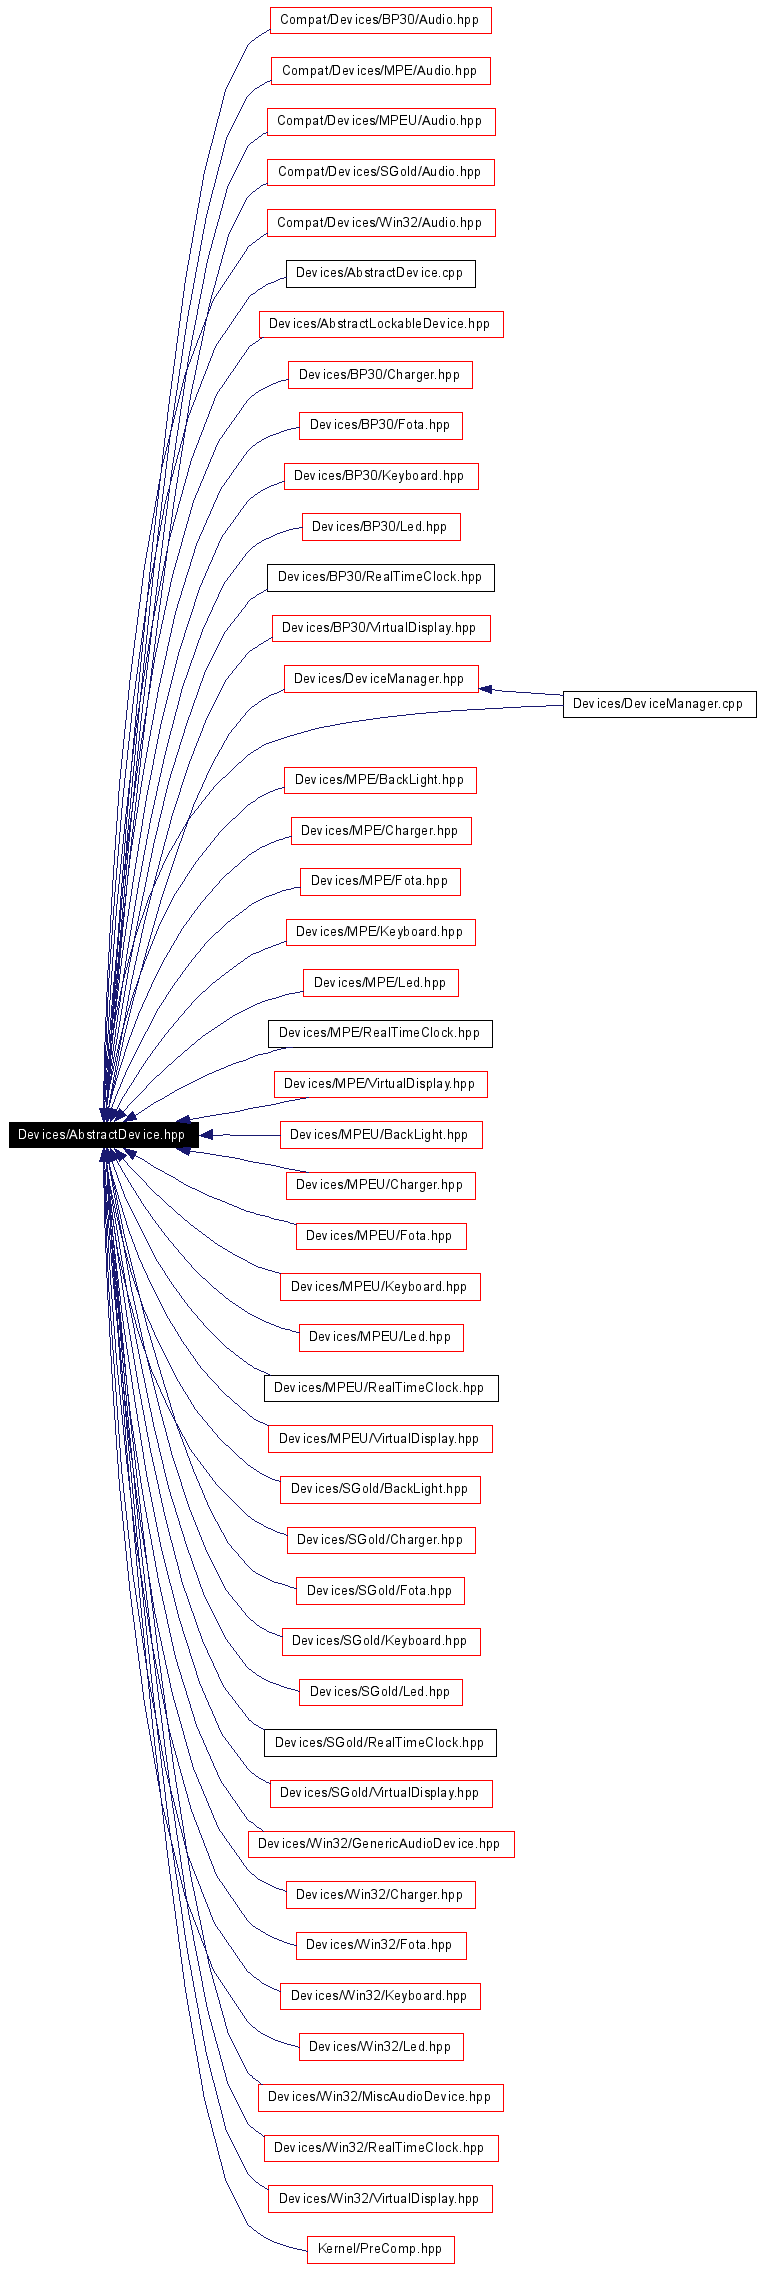 Compat/Devices/BP30/Audio.hpp
Compat/Devices/MPE/Audio.hpp
Compat/Devices/MPEU/Audio.hpp
Compat/Devices/SGold/Audio.hpp
Compat/Devices/Win32/Audio.hpp
Devices/AbstractDevice.cpp
Devices/AbstractLockableDevice.hpp
Devices/BP30/Charger.hpp
Devices/BP30/Fota.hpp
Devices/BP30/Keyboard.hpp
Devices/BP30/Led.hpp
Devices/BP30/RealTimeClock.hpp
Devices/BP30/VirtualDisplay.hpp
Devices/DeviceManager.hpp
Devices/DeviceManager.cpp
Devices/MPE/BackLight.hpp
Devices/MPE/Charger.hpp
Devices/MPE/Fota.hpp
Devices/MPE/Keyboard.hpp
Devices/MPE/Led.hpp
Devices/MPE/RealTimeClock.hpp
Devices/MPE/VirtualDisplay.hpp
Devices/AbstractDevice.hpp
Devices/MPEU/BackLight.hpp
Devices/MPEU/Charger.hpp
Devices/MPEU/Fota.hpp
Devices/MPEU/Keyboard.hpp
Devices/MPEU/Led.hpp
Devices/MPEU/RealTimeClock.hpp
Devices/MPEU/VirtualDisplay.hpp
Devices/SGold/BackLight.hpp
Devices/SGold/Charger.hpp
Devices/SGold/Fota.hpp
Devices/SGold/Keyboard.hpp
Devices/SGold/Led.hpp
Devices/SGold/RealTimeClock.hpp
Devices/SGold/VirtualDisplay.hpp
Devices/Win32/GenericAudioDevice.hpp
Devices/Win32/Charger.hpp
Devices/Win32/Fota.hpp
Devices/Win32/Keyboard.hpp
Devices/Win32/Led.hpp
Devices/Win32/MiscAudioDevice.hpp
Devices/Win32/RealTimeClock.hpp
Devices/Win32/VirtualDisplay.hpp
Kernel/PreComp.hpp